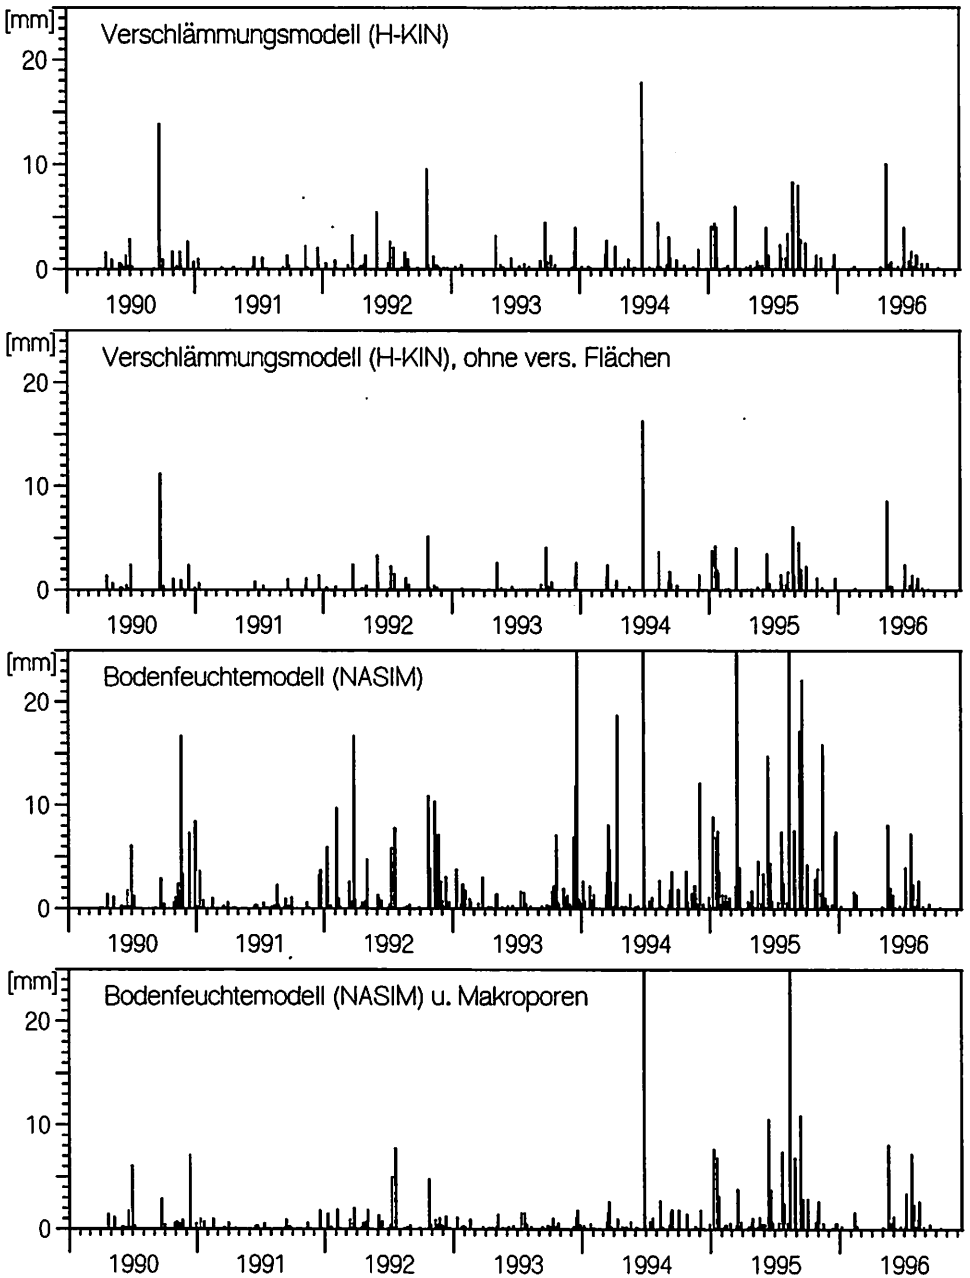 [mm]
Verschlämmungsmodell (H-KIN)
20
10
0
1990 1991 1992 1993 1994 1995 1996
[mm]
Verschlämmungsmodell (H-KIN), ohne vers. Flächen
20
10
0
1990 1991 1992 1993 1994 1995 1996
[mm]
Bodenfeuchtemodell (NASIM)
20
10
0
1990 1991 1992 1993 1994 1995 1996
[mm]
Bodenfeuchtemodell (NASIM) u. Makroporen
20
10
0
1990 1991 1992 1993 1994 1995 1996